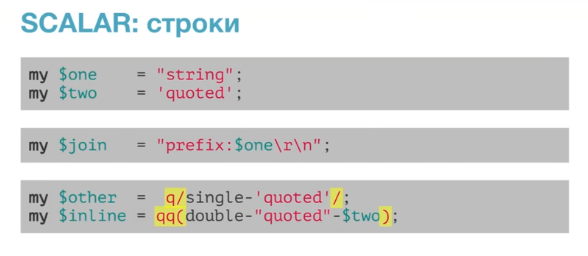 SCALAR: строки
my $one    = "string";
my $two    = 'quoted';
my $join   = "prefix:$one\r\n";
my $other  =  q/single-'quoted'/;
my $inline = qq(double-"quoted"-$two);